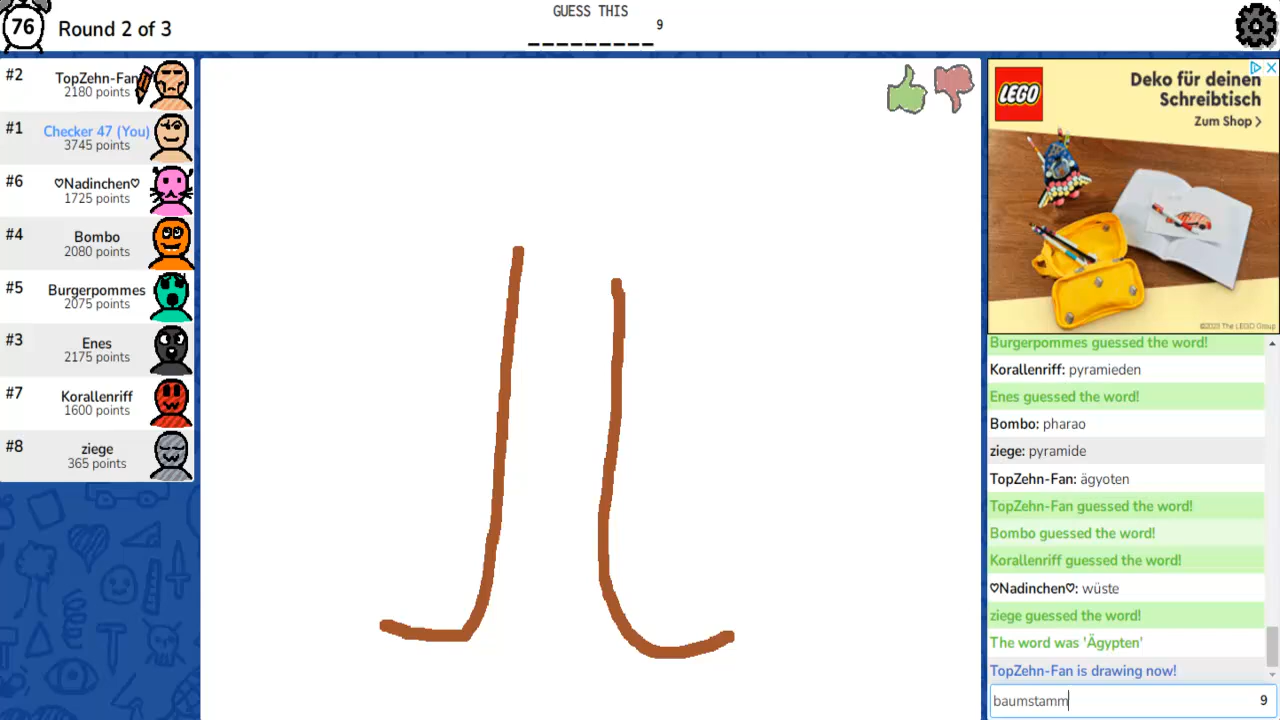 76
Round 2 of 3
GUESS THIS
_________ 9
#2
TopZehn-Fan
2180 points
#1
Checker 47 (You)
3745 points
#6
♡Nadinchen♡
1725 points
#4
Bombo
2080 points
#5
Burgerpommes
2075 points
#3
Enes
2175 points
#7
Korallenriff
1600 points
#8
ziege
365 points
LEGO
Deko für deinen
Schreibtisch
Zum Shop >
©2023 The LEGO Group
Burgerpommes guessed the word!
Korallenriff: pyramieden
Enes guessed the word!
Bombo: pharao
ziege: pyramide
TopZehn-Fan: ägyoten
TopZehn-Fan guessed the word!
Bombo guessed the word!
Korallenriff guessed the word!
♡Nadinchen♡: wüste
ziege guessed the word!
The word was 'Ägypten'
TopZehn-Fan is drawing now!
baumstamm 9